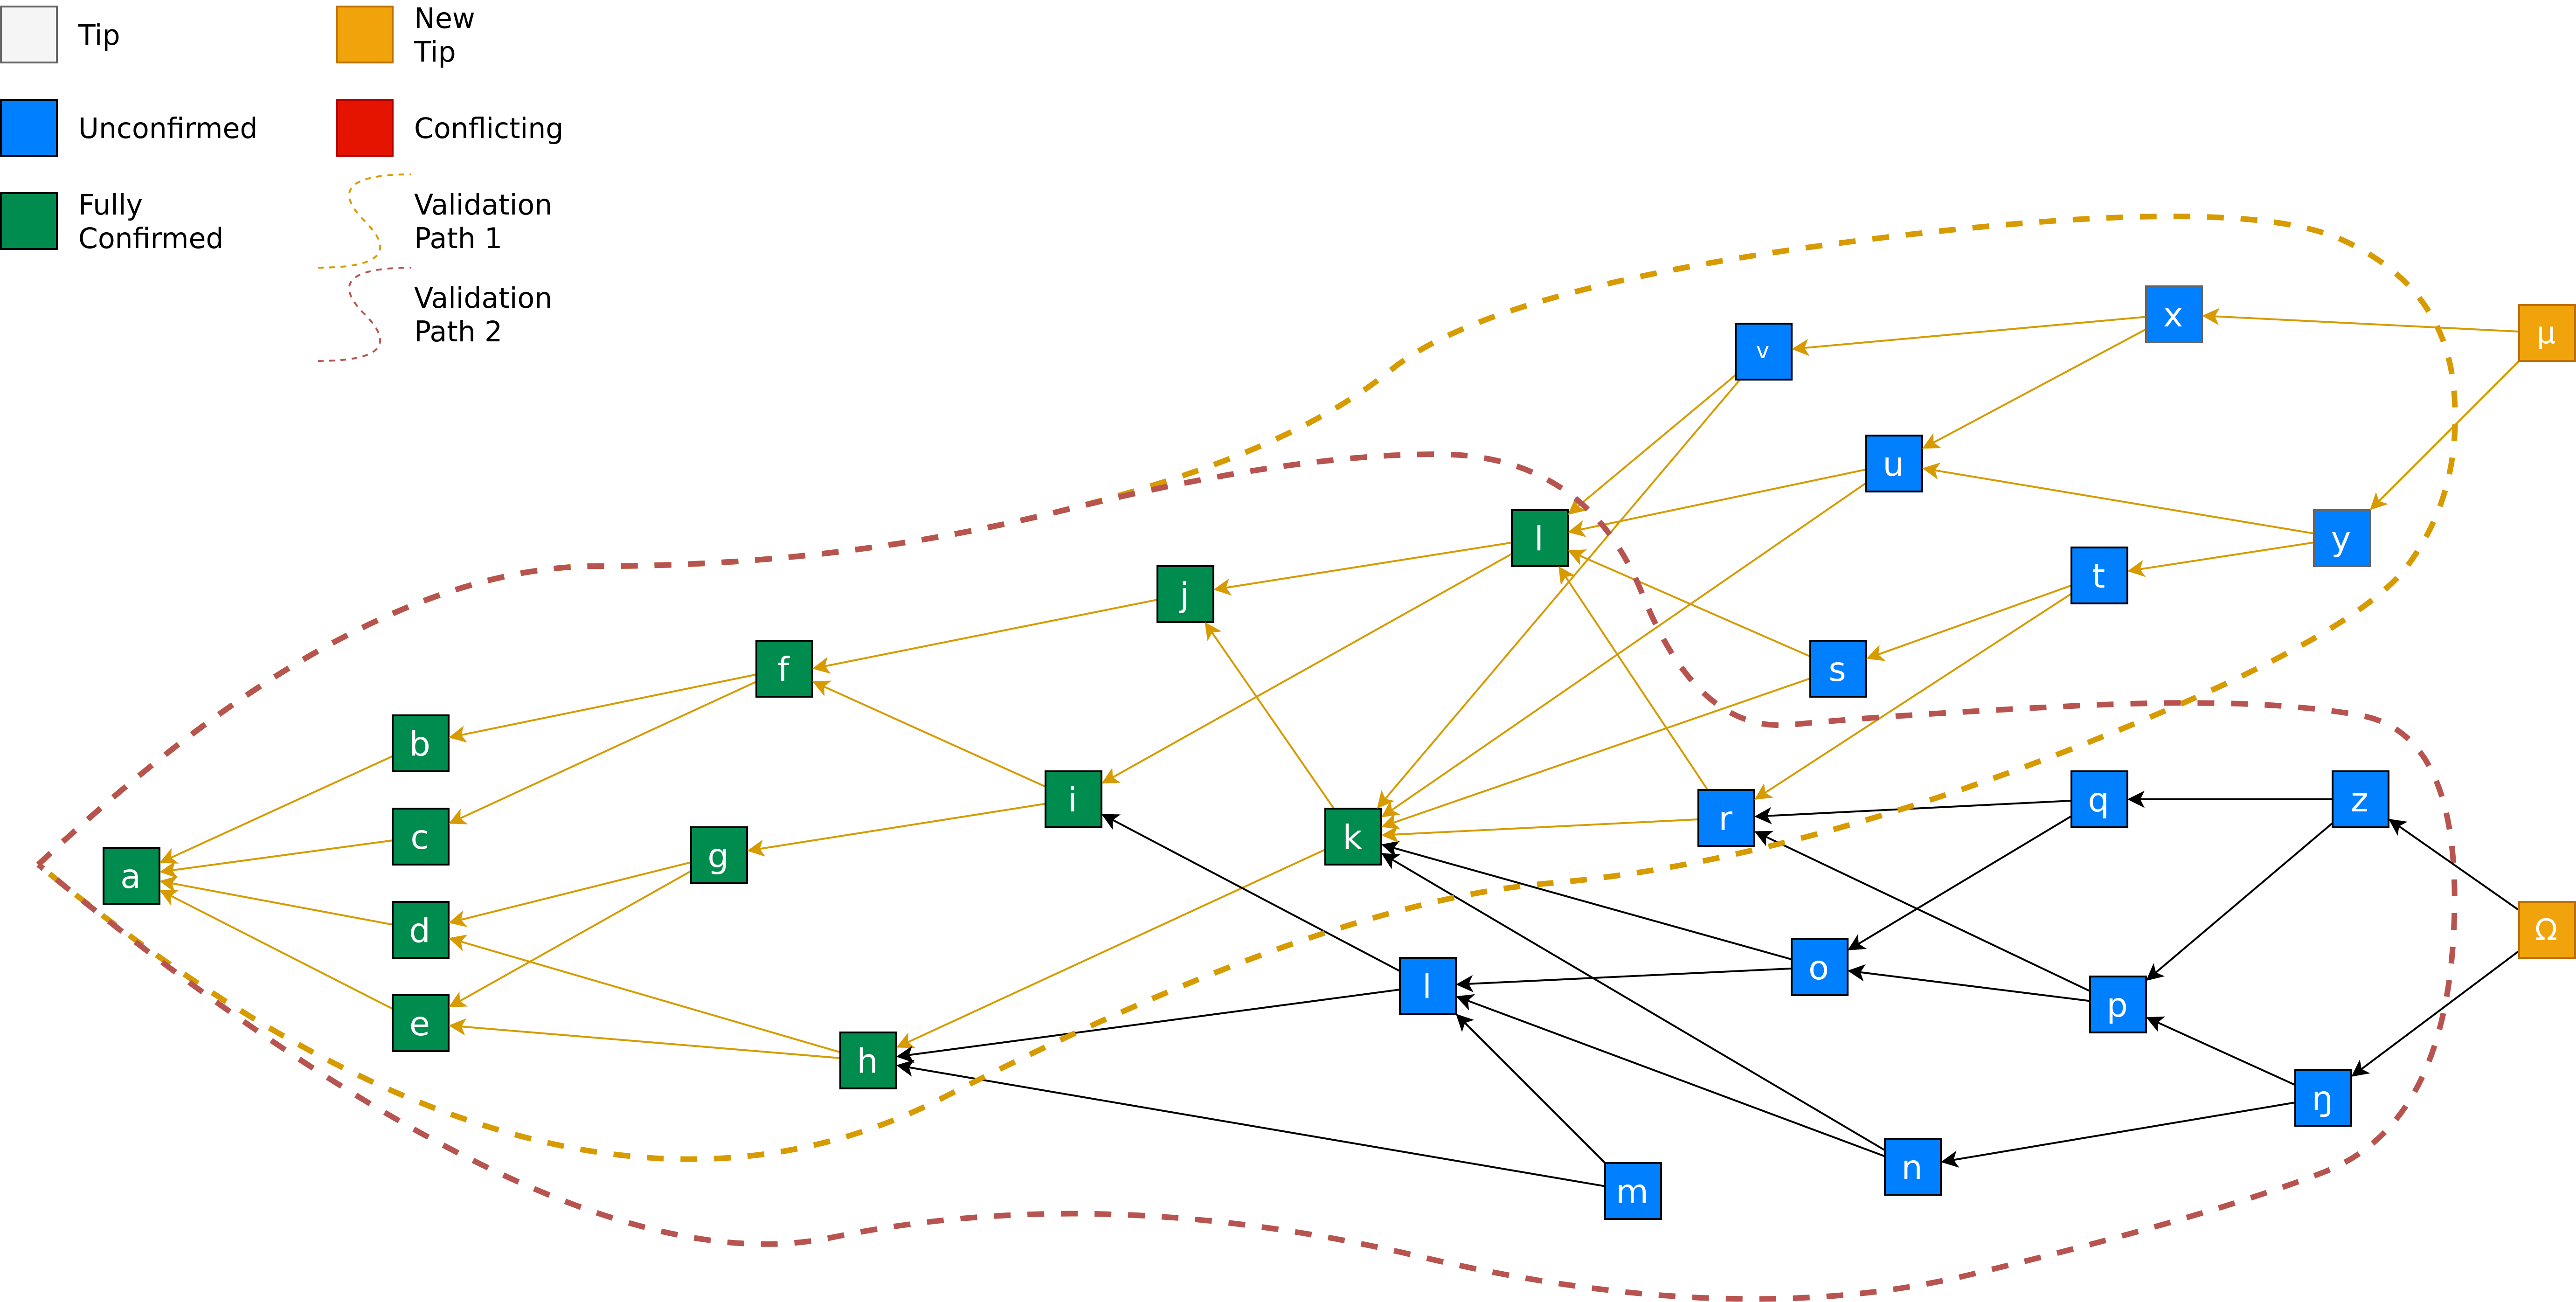 Tip
New
Tip
Unconfirmed
Conflicting
Fully
Confirmed
Validation
Path 1
Validation
Path 2
x
μ
v
u
l
y
t
j
f
s
b
i
q
z
c
k
r
g
a
d
Ω
o
l
e
p
h
ŋ
n
m